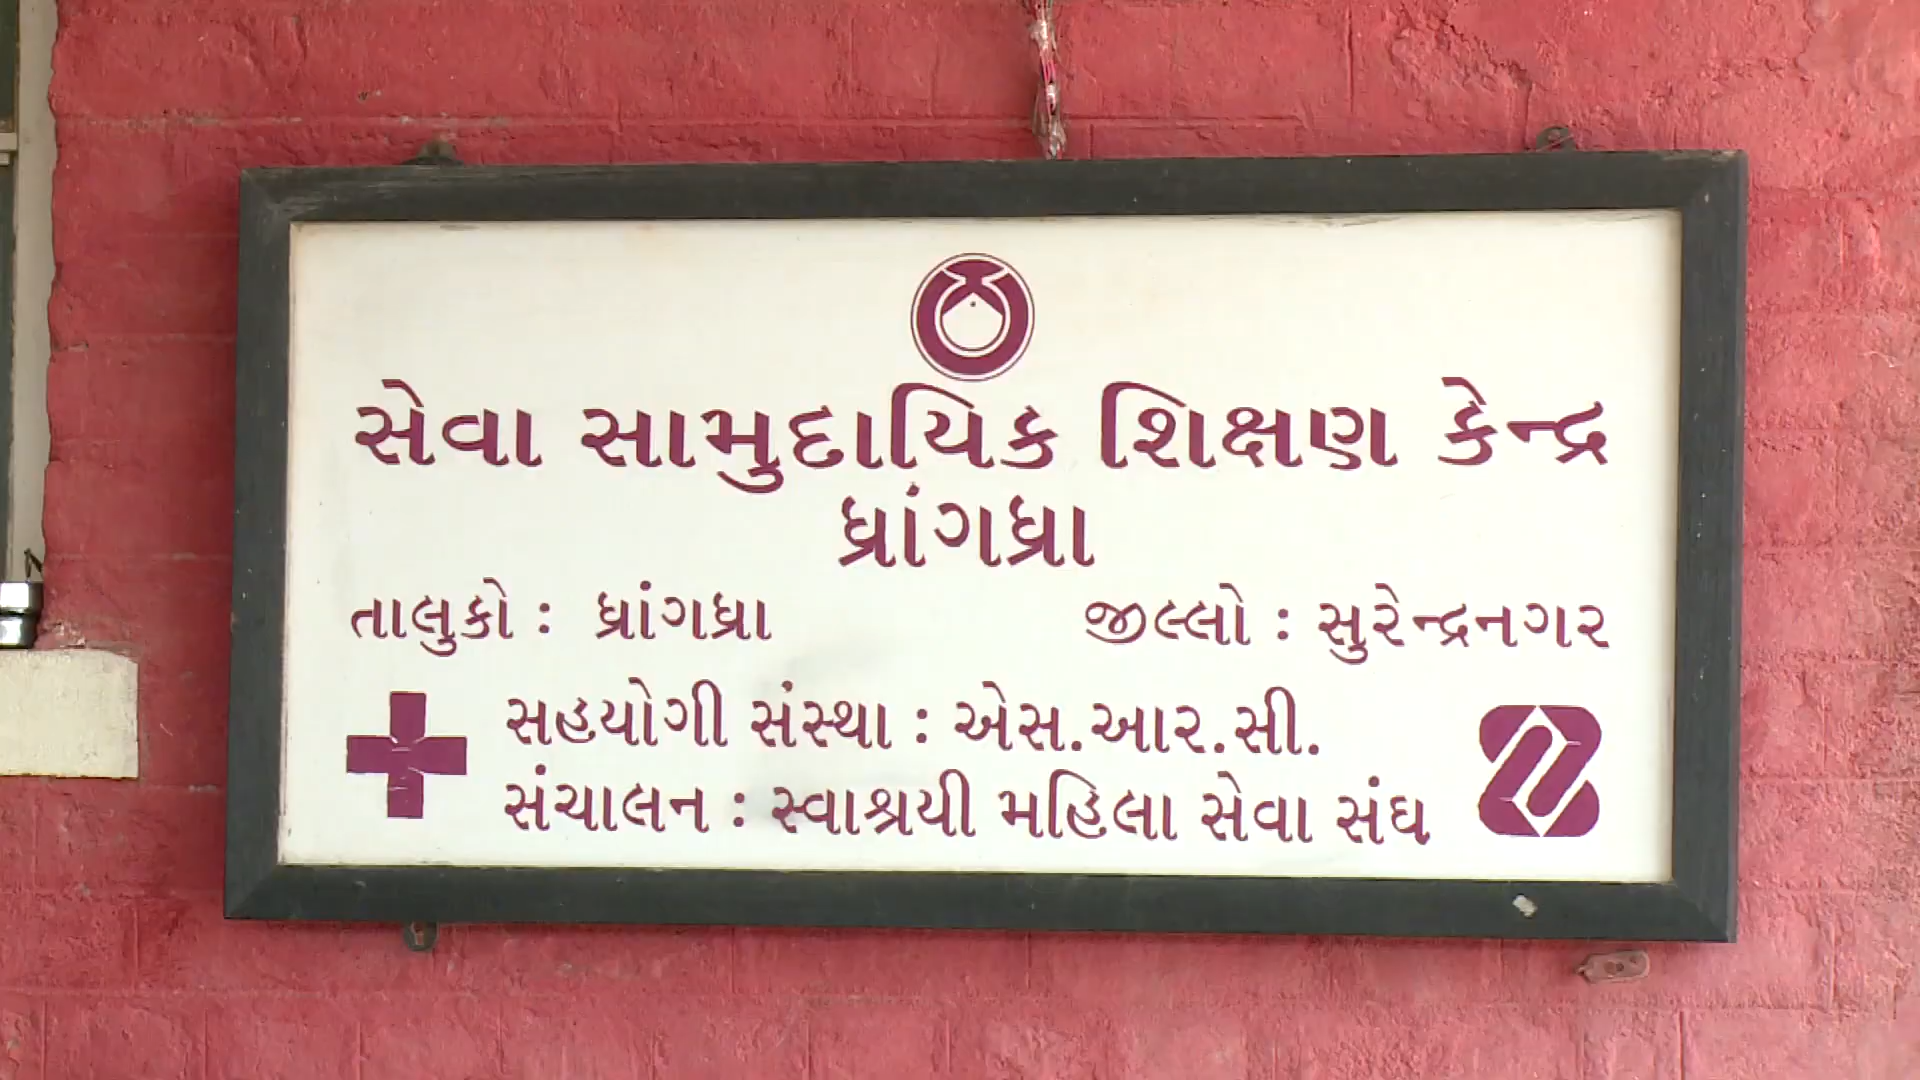 સેવા સામુદાયિક શિક્ષણ કેન્દ્ર
ધ્રાંગધ્રા
તાલુકો : ધ્રાંગધ્રા જીલ્લો : સુરેન્દ્રનગર
સહયોગી સંસ્થા : એસ.આર.સી.
સંચાલન : સ્વાશ્રયી મહિલા સેવા સંઘ